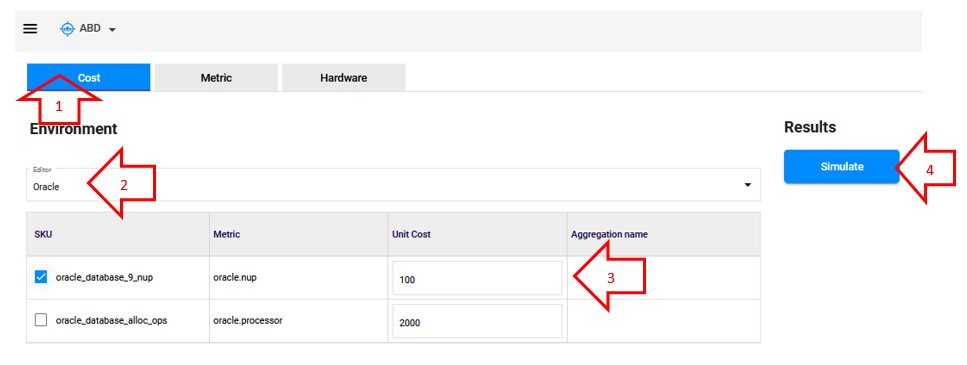 ABD
Cost Metric Hardware
1
Environment
Results
Editor
Oracle
2
Simulate
4
SKU Metric Unit Cost Aggregation name
oracle_database_9_nup oracle.nup 100
3
oracle_database_alloc_ops oracle.processor 2000